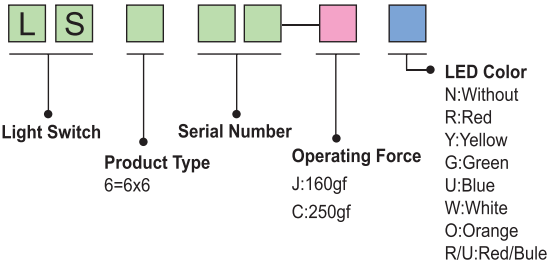 L S
Light Switch
Product Type
6=6x6
Serial Number
Operating Force
J:160gf
C:250gf
LED Color
N:Without
R:Red
Y:Yellow
G:Green
U:Blue
W:White
O:Orange
R/U:Red/Bule